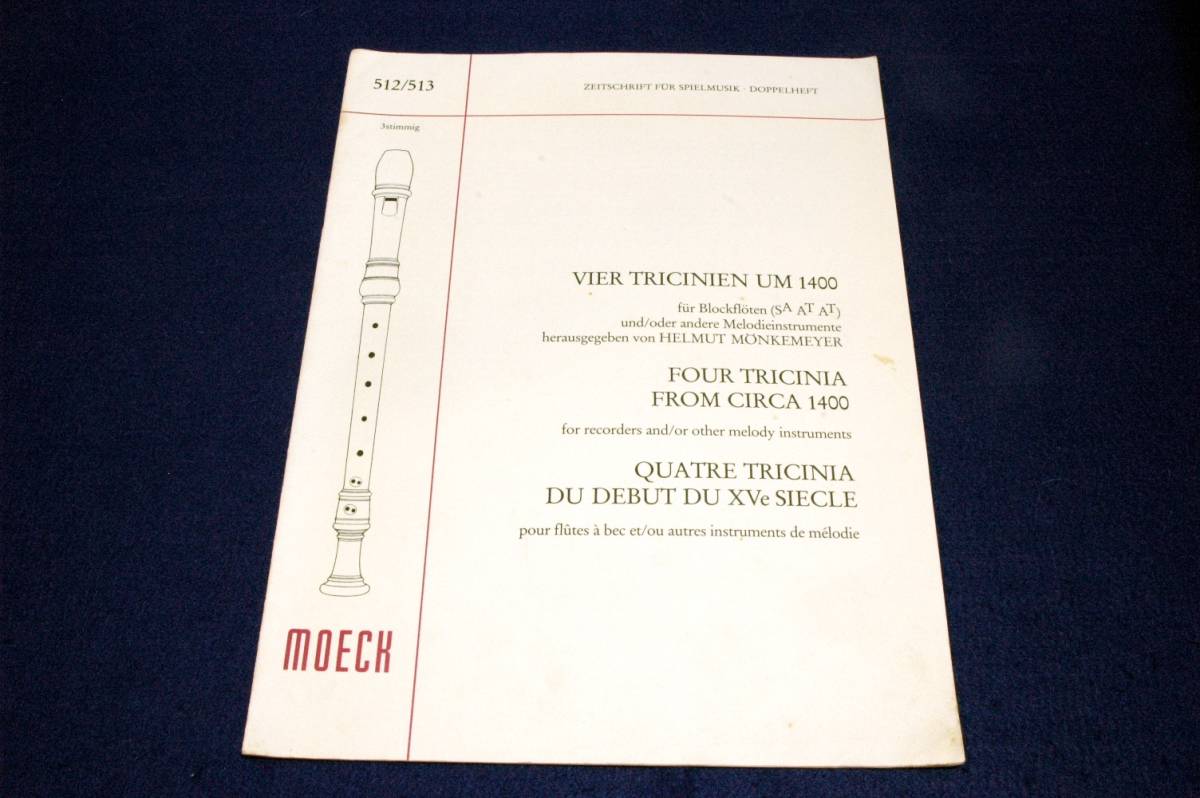 512/513
ZEITSCHRIFT FÜR SPIELMUSIK · DOPPELHEFT
3stimmig
VIER TRICINIEN UM 1400
für Blockflöten (SA AT AT)
und/oder andere Melodieinstrumente
herausgegeben von HELMUT MÖNKEMEYER
FOUR TRICINIA
FROM CIRCA 1400
for recorders and/or other melody instruments
QUATRE TRICINIA
DU DEBUT DU XVe SIECLE
pour flûtes à bec et/ou autres instruments de mélodie
MOECK